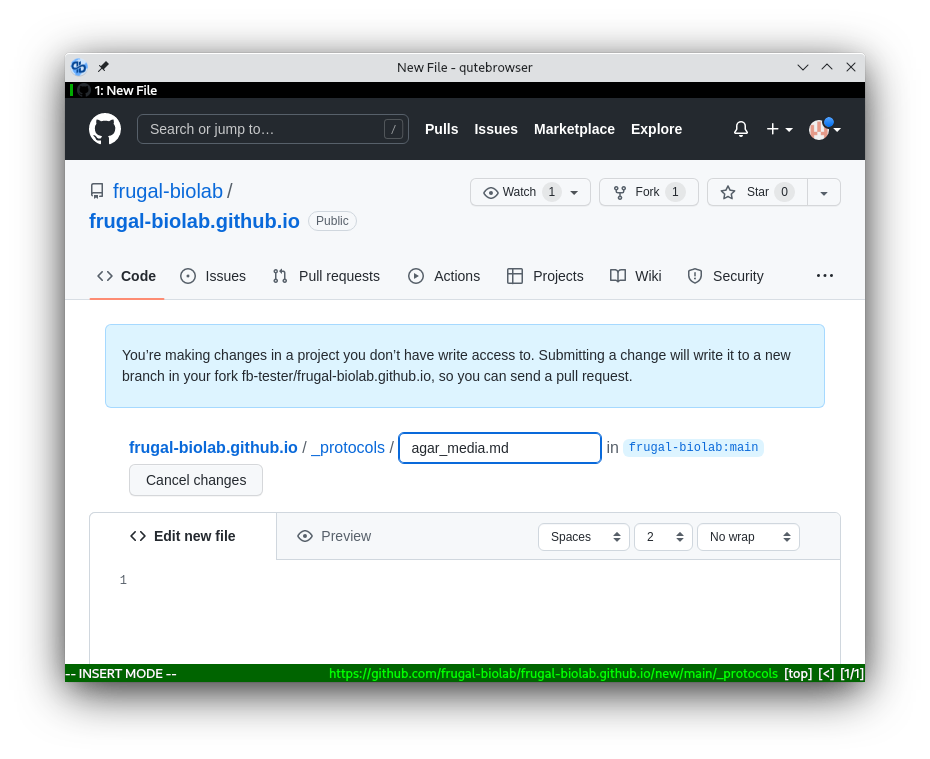 New File - qutebrowser
1: New File
Search or jump to… /
Pulls Issues Marketplace Explore
frugal-biolab /
Watch 1 Fork 1 Star 0
frugal-biolab.github.io Public
Code Issues Pull requests Actions Projects Wiki Security
You’re making changes in a project you don’t have write access to. Submitting a change will write it to a new
branch in your fork fb-tester/frugal-biolab.github.io, so you can send a pull request.
frugal-biolab.github.io / _protocols / agar_media.md in frugal-biolab:main
Cancel changes
Edit new file Preview Spaces 2 No wrap
1
-- INSERT MODE -- https://github.com/frugal-biolab/frugal-biolab.github.io/new/main/_protocols [top] [<] [1/1]